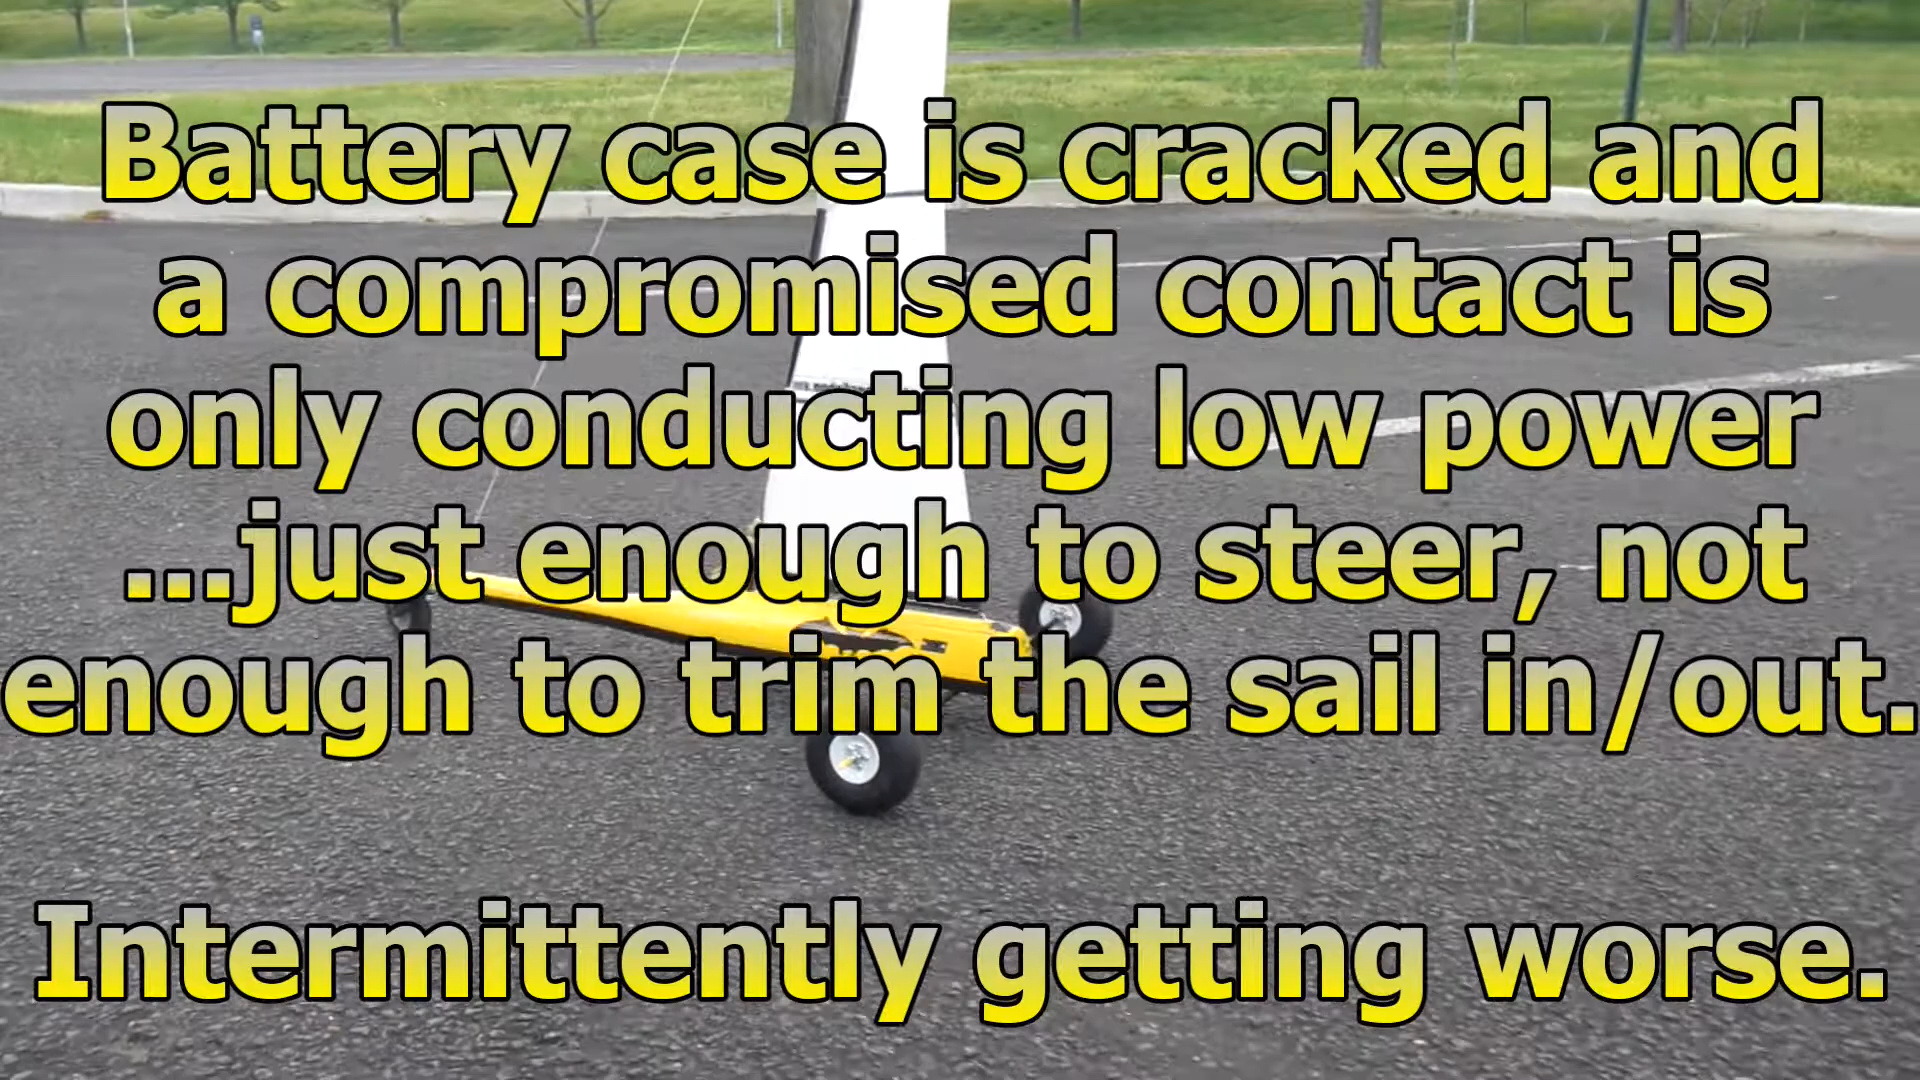 Battery case is cracked and
a compromised contact is
only conducting low power
...just enough to steer, not
enough to trim the sail in/out.
Intermittently getting worse.